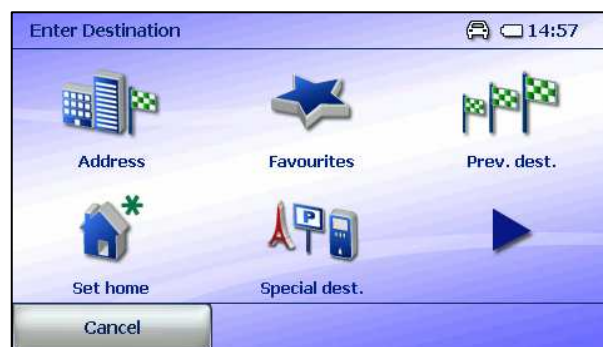 Enter Destination 14:57
Address Favourites Prev. dest.
P
Set home Special dest.
Cancel